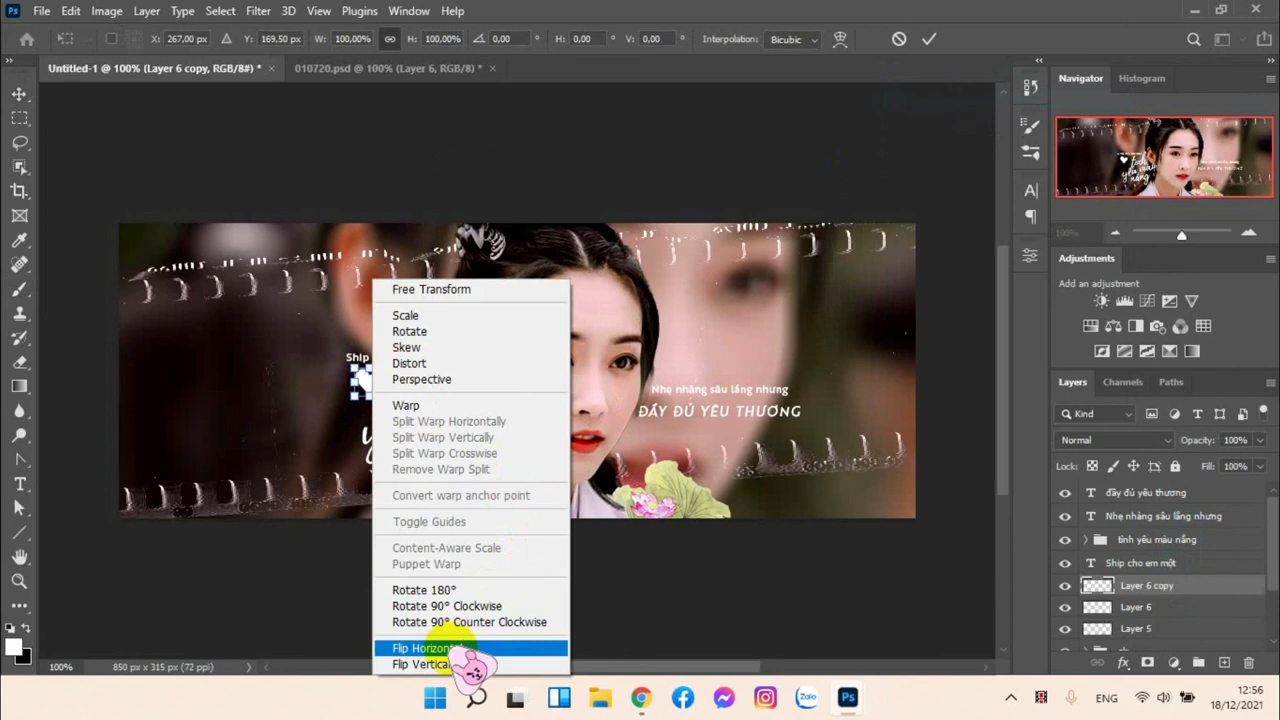 Ps File Edit Image Layer Type Select Filter 3D View Plugins Window Help
X: 267,00 px Y: 169,50 px W: 100,00% H: 100,00% 0,00 ° H: 0,00 ° V: 0,00 ° Interpolation: Bicubic
Untitled-1 @ 100% (Layer 6 copy, RGB/8#) * × 010720.psd @ 100% (Layer 6, RGB/8) * ×
Navigator Histogram
100%
Adjustments
Add an adjustment
Ship
Nhẹ nhàng sâu lắng nhưng
ĐẦY ĐỦ YÊU THƯƠNG
Free Transform
Scale
Rotate
Skew
Distort
Perspective
Warp
Split Warp Horizontally
Split Warp Vertically
Split Warp Crosswise
Remove Warp Split
Convert warp anchor point
Toggle Guides
Content-Aware Scale
Puppet Warp
Rotate 180°
Rotate 90° Clockwise
Rotate 90° Counter Clockwise
Flip Horizontal
Flip Vertical
Layers Channels Paths
Kind
Normal Opacity: 100%
Lock: Fill: 100%
T đầy đủ yêu thương
T Nhẹ nhàng sâu lắng nhưng
tình yêu màu nắng
T Ship cho em một
Layer 6 copy
Layer 6
Layer 5
100% 850 px x 315 px (72 ppi)
Zalo Ps
ENG
12:56
18/12/2021